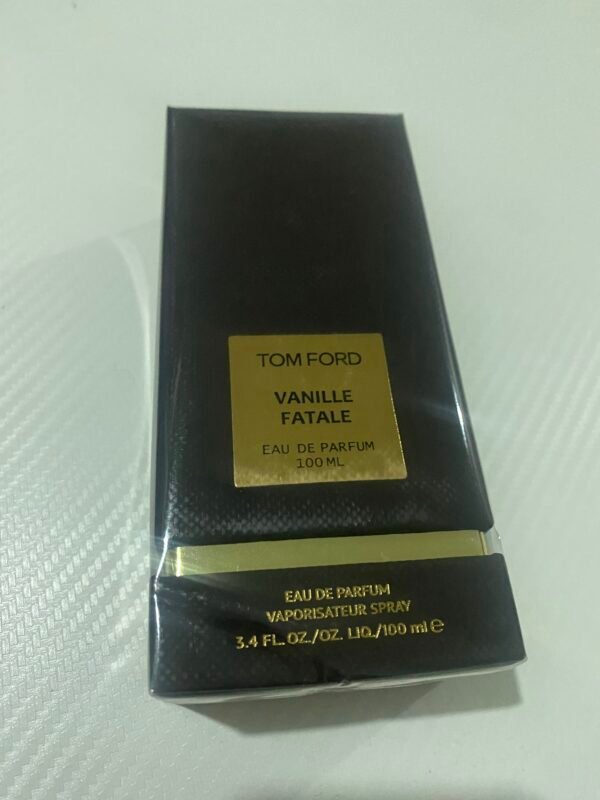 TOM FORD
VANILLE
FATALE
EAU DE PARFUM
100 ML
EAU DE PARFUM
VAPORISATEUR SPRAY
3.4 FL. OZ./OZ. LIQ./100 ml ℮